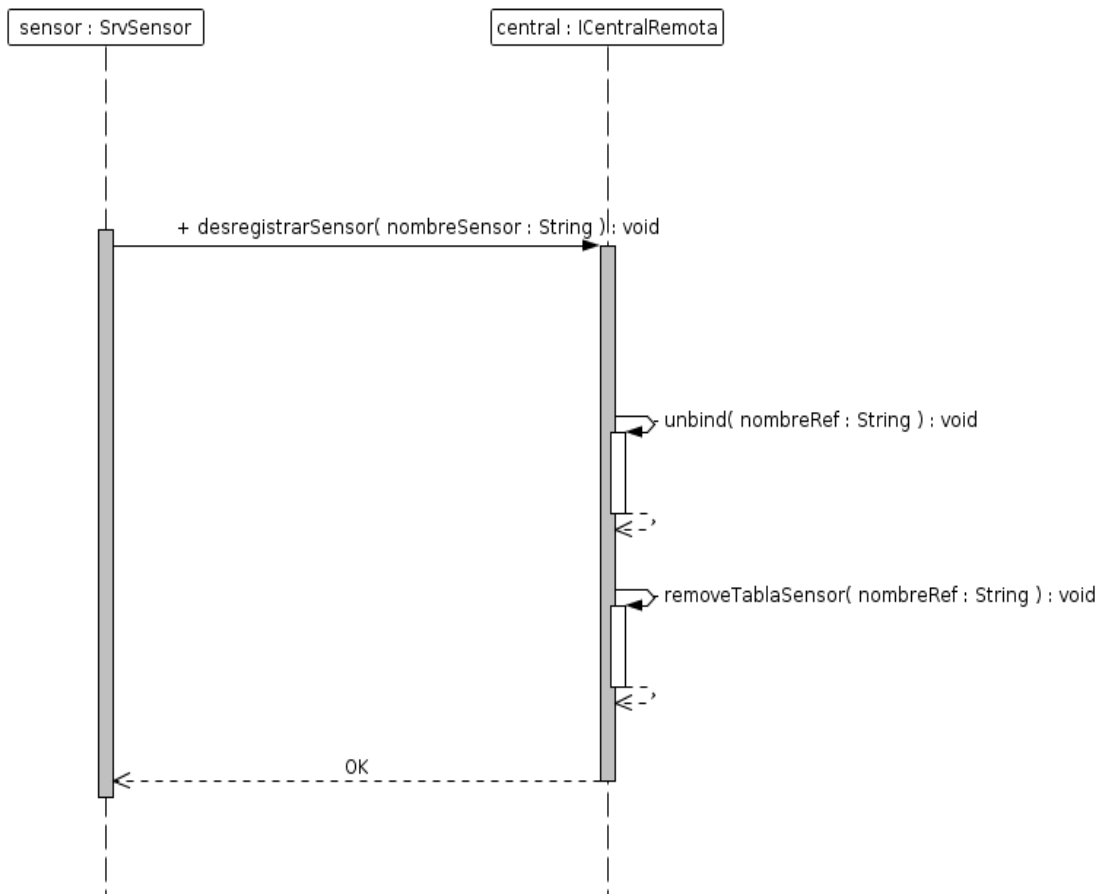 sensor : SrvSensor
central : ICentralRemota
+ desregistrarSensor( nombreSensor : String ) : void
- unbind( nombreRef : String ) : void
- removeTablaSensor( nombreRef : String ) : void
OK